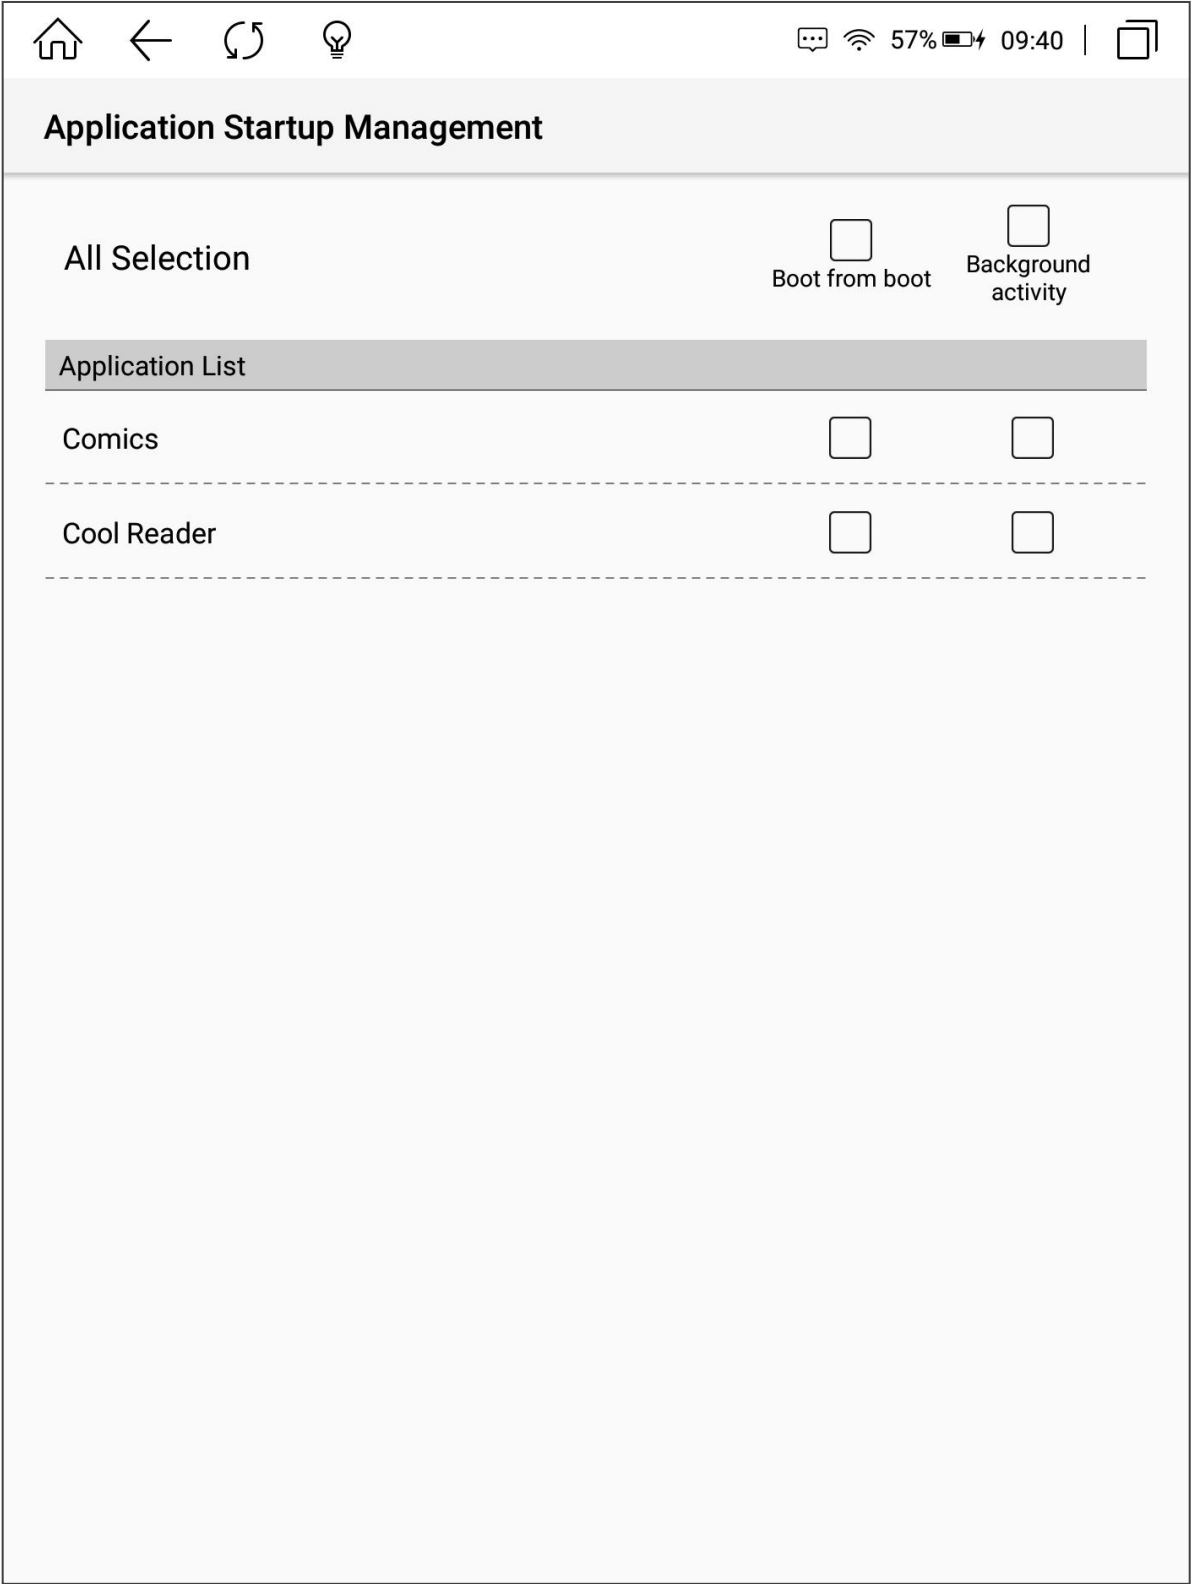 57% 09:40
Application Startup Management
All Selection
Boot from boot
Background
activity
Application List
Comics
Cool Reader